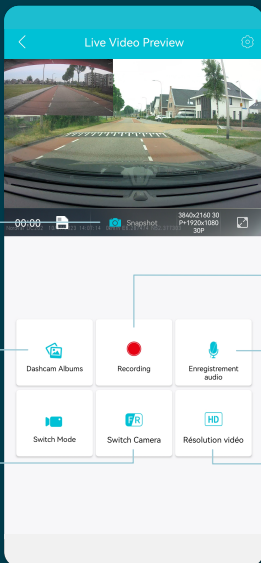 Live Video Preview
00:00
Snapshot
3840x2160 30
P+1920x1080
30P
Dashcam Albums
Recording
Enregistrement
audio
Switch Mode
FR
Switch Camera
HD
Résolution vidéo